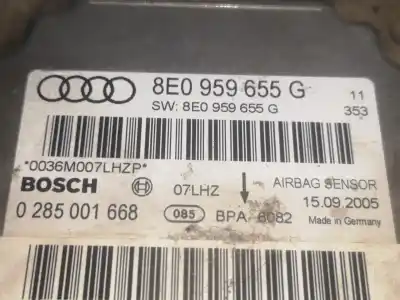 8E0 959 655 G 11
SW: 8E0 959 655 G 353
*0036M007LHZP*
BOSCH 07LHZ AIRBAG SENSOR
15.09.2005
0 285 001 668 085 BPA 6082 Made in Germany